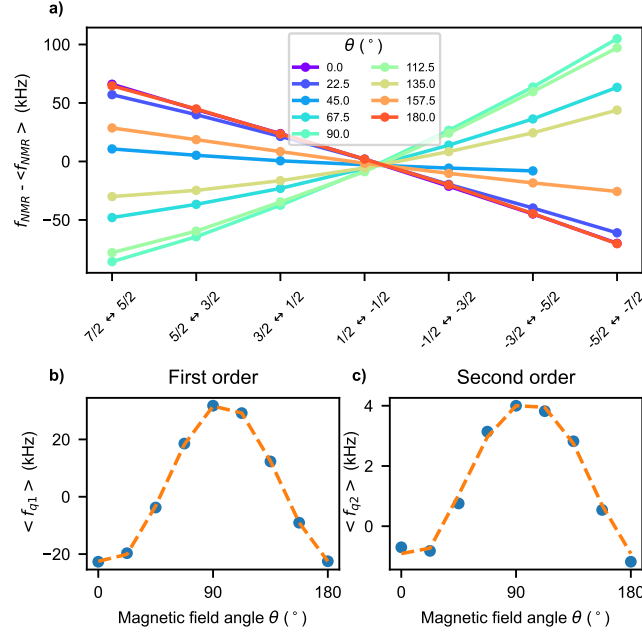 a)
f_NMR - <f_NMR> (kHz)
100
50
0
−50
θ (°)
0.0
22.5
45.0
67.5
90.0
112.5
135.0
157.5
180.0
7/2 ↔ 5/2
5/2 ↔ 3/2
3/2 ↔ 1/2
1/2 ↔ -1/2
-1/2 ↔ -3/2
-3/2 ↔ -5/2
-5/2 ↔ -7/2
b)
First order
< f_q1 > (kHz)
20
0
−20
0
90
180
Magnetic field angle θ (°)
c)
Second order
< f_q2 > (kHz)
4
2
0
0
90
180
Magnetic field angle θ (°)